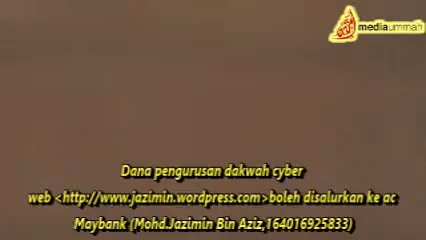 mediaummah
Dana pengurusan dakwah cyber
web <http://www.jazimin.wordpress.com>boleh disalurkan ke ac
Maybank (Mohd.Jazimin Bin Aziz,164016925833)